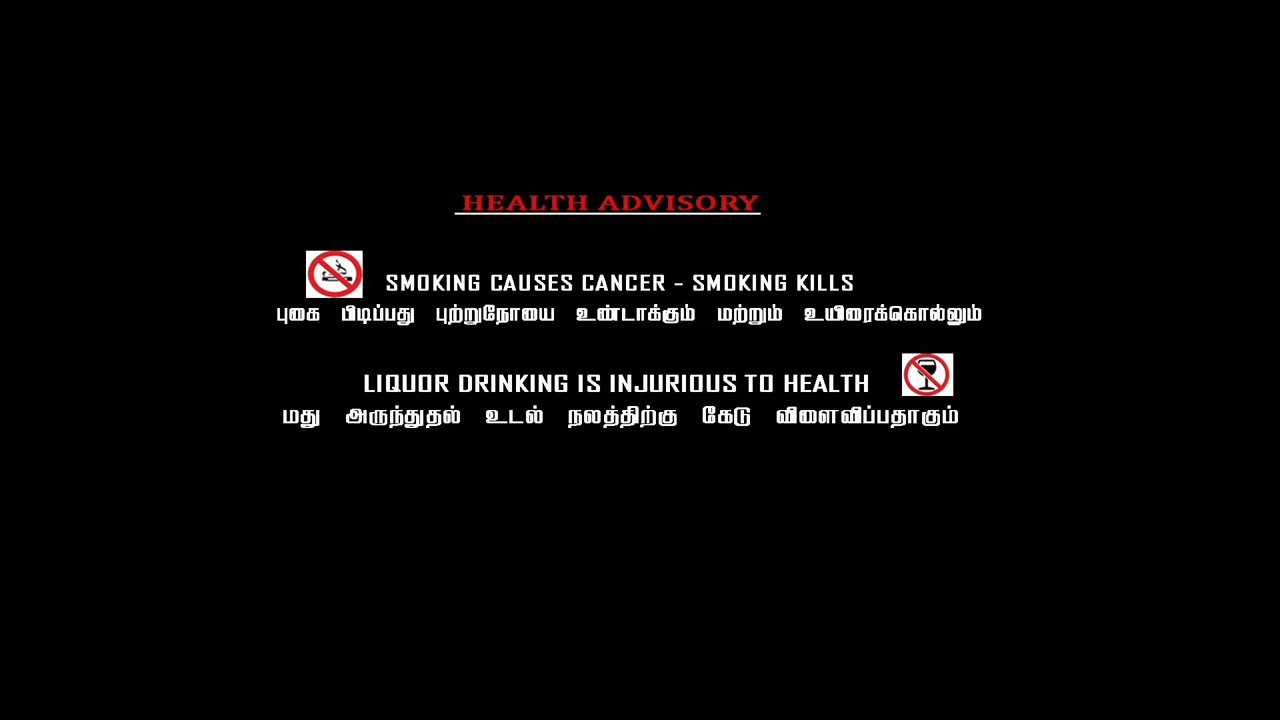 HEALTH ADVISORY
SMOKING CAUSES CANCER - SMOKING KILLS
புகை பிடிப்பது புற்றுநோயை உண்டாக்கும் மற்றும் உயிரைக்கொல்லும்
LIQUOR DRINKING IS INJURIOUS TO HEALTH
மது அருந்துதல் உடல் நலத்திற்கு கேடு விளைவிப்பதாகும்